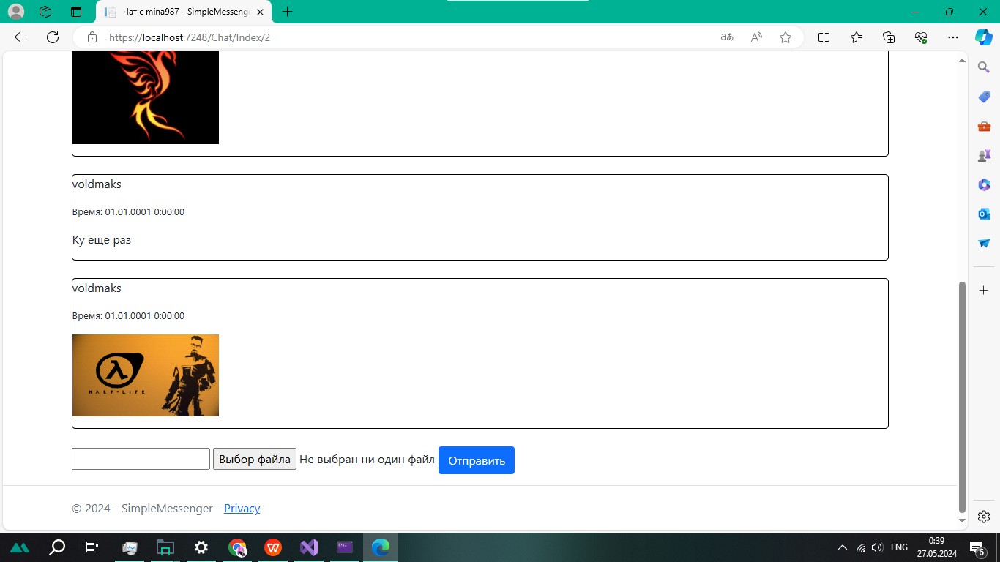 Чат с mina987 - SimpleMessenge
https://localhost:7248/Chat/Index/2
voldmaks
Время: 01.01.0001 0:00:00
Ку еще раз
voldmaks
Время: 01.01.0001 0:00:00
HALF-LIFE
Выбор файла Не выбран ни один файл Отправить
© 2024 - SimpleMessenger - Privacy
ENG
0:39
27.05.2024
6